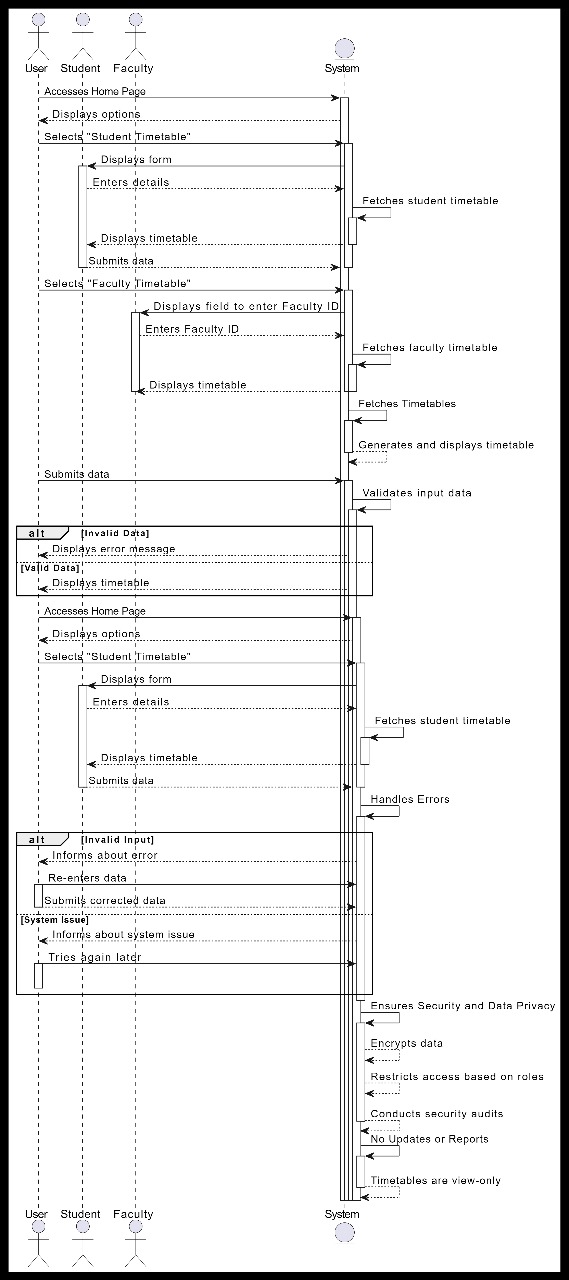 User Student Faculty System
Accesses Home Page
Displays options
Selects "Student Timetable"
Displays form
Enters details
Fetches student timetable
Displays timetable
Submits data
Selects "Faculty Timetable"
Displays field to enter Faculty ID
Enters Faculty ID
Fetches faculty timetable
Displays timetable
Fetches Timetables
Generates and displays timetable
Submits data
Validates input data
alt [Invalid Data]
Displays error message
[Valid Data]
Displays timetable
Accesses Home Page
Displays options
Selects "Student Timetable"
Displays form
Enters details
Fetches student timetable
Displays timetable
Submits data
Handles Errors
alt [Invalid Input]
Informs about error
Re-enters data
Submits corrected data
[System Issue]
Informs about system issue
Tries again later
Ensures Security and Data Privacy
Encrypts data
Restricts access based on roles
Conducts security audits
No Updates or Reports
Timetables are view-only
User Student Faculty System